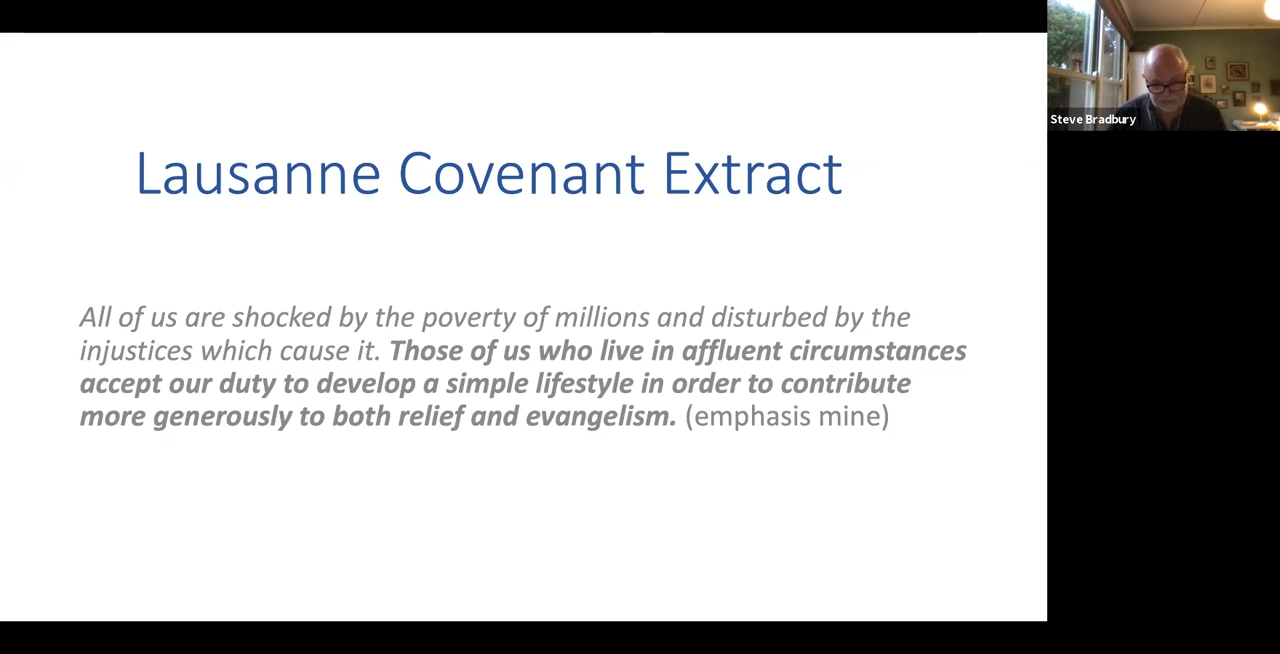 Lausanne Covenant Extract
All of us are shocked by the poverty of millions and disturbed by the
injustices which cause it. Those of us who live in affluent circumstances
accept our duty to develop a simple lifestyle in order to contribute
more generously to both relief and evangelism. (emphasis mine)
Steve Bradbury